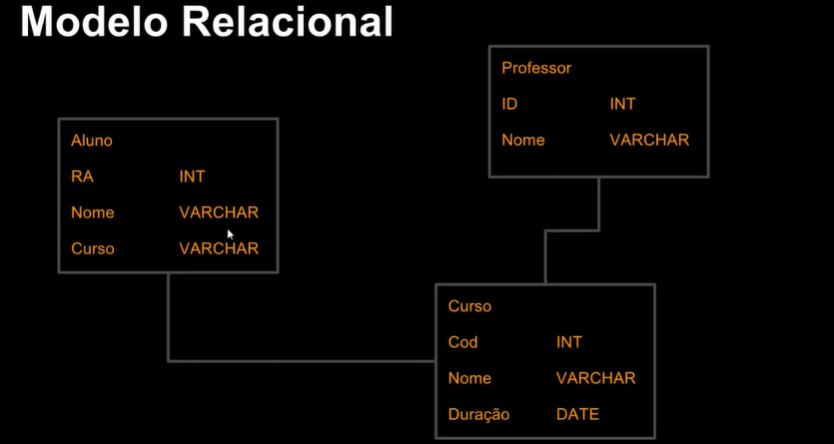 Modelo Relacional
Aluno
RA INT
Nome VARCHAR
Curso VARCHAR
Professor
ID INT
Nome VARCHAR
Curso
Cod INT
Nome VARCHAR
Duração DATE